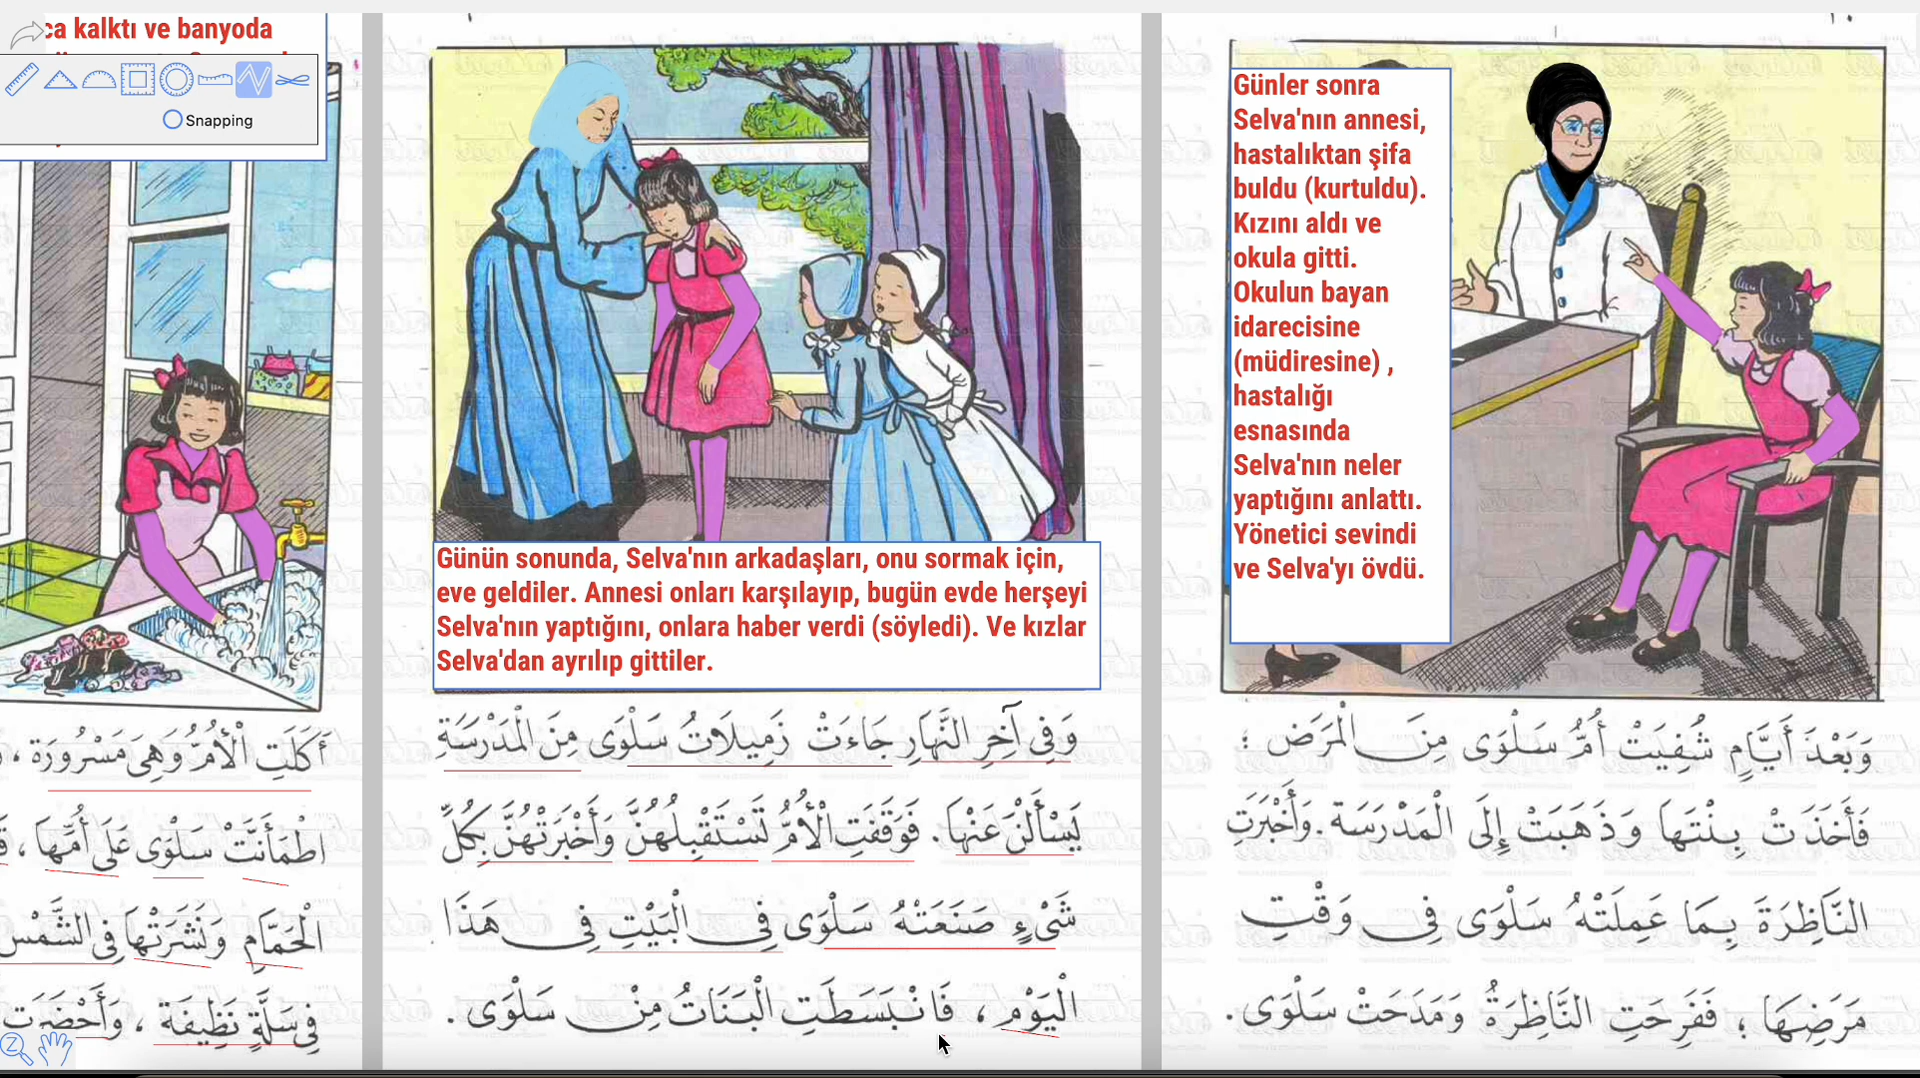 ca kalktı ve banyoda
Snapping
أَكَلَتِ الْأُمُّ وَهِىَ مَسْرُورَة ،
اطْمَأَنَّتْ سَلْوَى عَلَى أُمِّهَا ،
الْحَمَّامِ وَنَشَرَتْهَا فِى الشَّمْس
فِى سَلَّةٍ نَظِيفَة ، وَأَحْضَرَت
Günün sonunda, Selva'nın arkadaşları, onu sormak için,
eve geldiler. Annesi onları karşılayıp, bugün evde herşeyi
Selva'nın yaptığını, onlara haber verdi (söyledi). Ve kızlar
Selva'dan ayrılıp gittiler.
وَفِى آخِرِ النَّهَارِ جَاءَتْ زَمِيلَاتُ سَلْوَى مِنَ الْمَدْرَسَةِ
يَسْأَلْنَ عَنْهَا. فَوَقَفَتِ الْأُمُّ تَسْتَقْبِلُهُنَّ وَأَخْبَرَتْهُنَّ بِكُلِّ
شَىْءٍ صَنَعَتْهُ سَلْوَى فِى الْبَيْتِ فِى هَذَا
الْيَوْمِ ، فَانْبَسَطَتِ الْبَنَاتُ مِنْ سَلْوَى .
Günler sonra
Selva'nın annesi,
hastalıktan şifa
buldu (kurtuldu).
Kızını aldı ve
okula gitti.
Okulun bayan
idarecisine
(müdiresine) ,
hastalığı
esnasında
Selva'nın neler
yaptığını anlattı.
Yönetici sevindi
ve Selva'yı övdü.
وَبَعْدَ أَيَّامٍ شُفِيَتْ أُمُّ سَلْوَى مِنَ الْمَرَض ؛
فَأَخَذَتْ بِنْتَهَا وَذَهَبَتْ إِلَى الْمَدْرَسَة . وَأَخْبَرَتِ
النَّاظِرَةَ بِمَا عَمِلَتْهُ سَلْوَى فِى وَقْتِ
مَرَضِهَا ؛ فَفَرِحَتِ النَّاظِرَةُ وَمَدَحَتْ سَلْوَى .